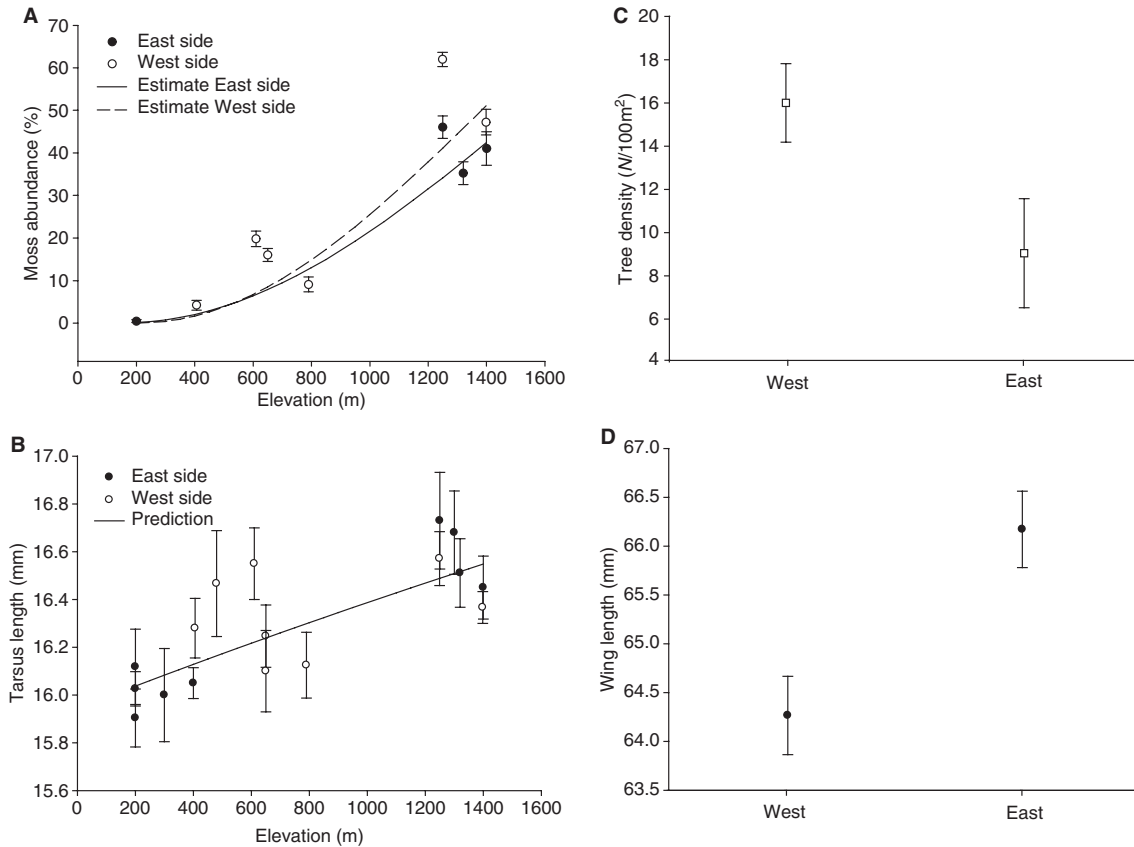 A
East side
West side
Estimate East side
Estimate West side
70
60
50
40
30
20
10
0
Moss abundance (%)
0 200 400 600 800 1000 1200 1400 1600
Elevation (m)
C
20
18
16
14
12
10
8
6
4
Tree density (N/100m²)
West East
B
East side
West side
Prediction
17.0
16.8
16.6
16.4
16.2
16.0
15.8
15.6
Tarsus length (mm)
0 200 400 600 800 1000 1200 1400 1600
Elevation (m)
D
67.0
66.5
66.0
65.5
65.0
64.5
64.0
63.5
Wing length (mm)
West East